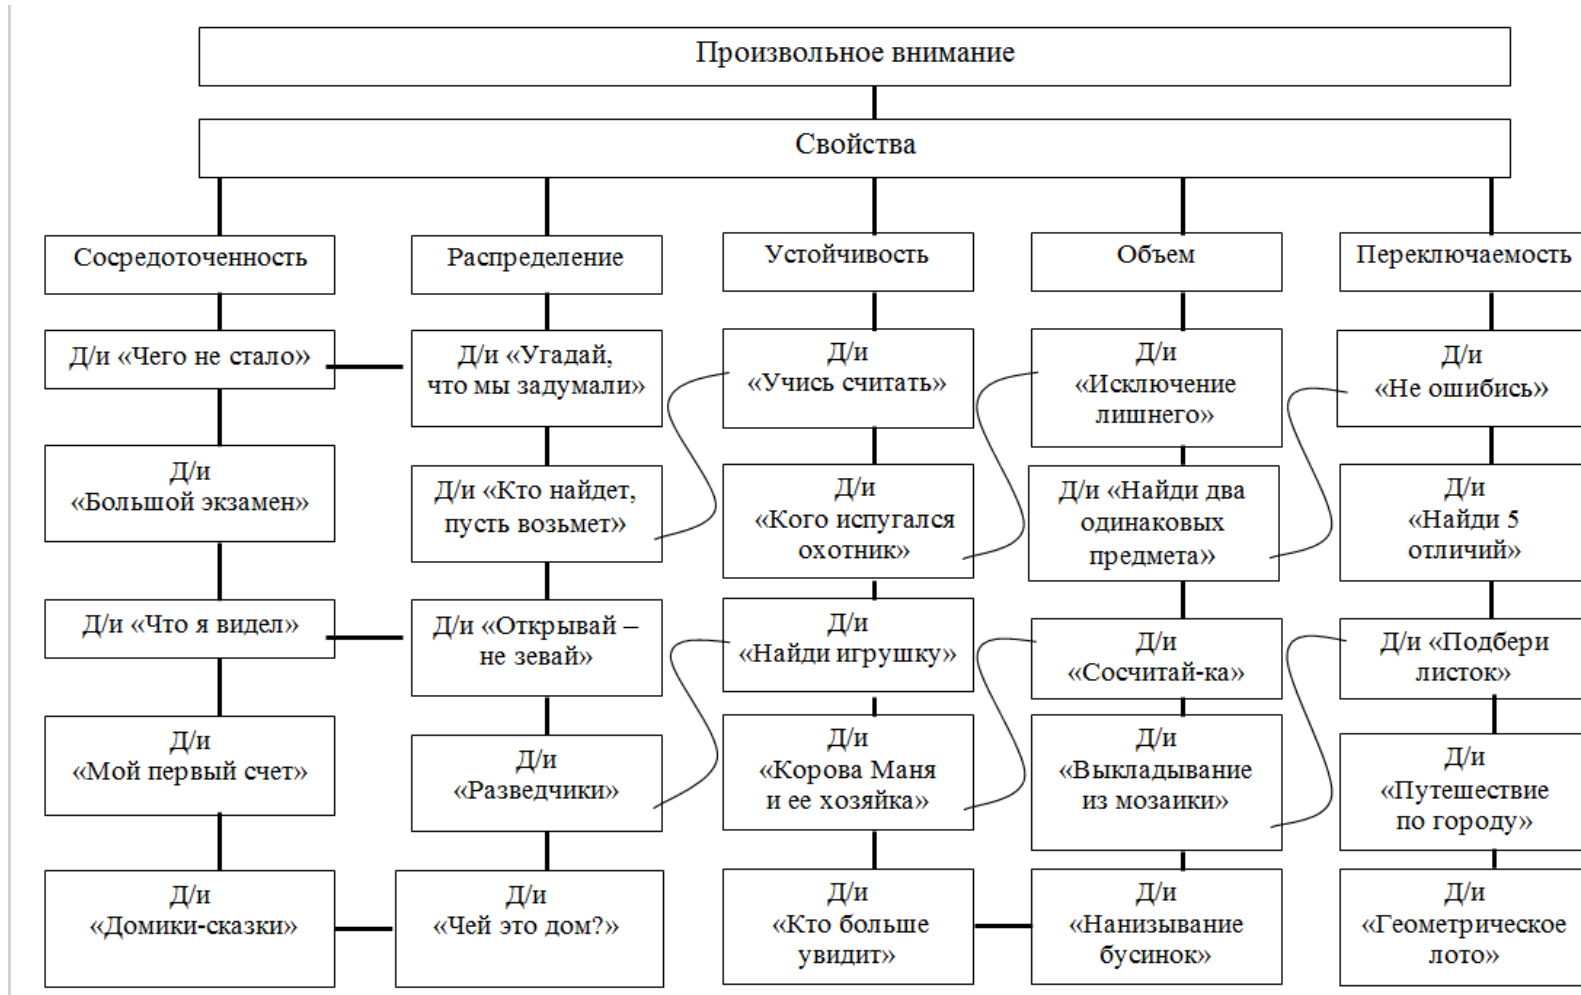 Произвольное внимание
Свойства
Сосредоточенность
Распределение
Устойчивость
Объем
Переключаемость
Д/и «Чего не стало»
Д/и «Угадай,
что мы задумали»
Д/и
«Учись считать»
Д/и
«Исключение
лишнего»
Д/и
«Не ошибись»
Д/и
«Большой экзамен»
Д/и «Кто найдет,
пусть возьмет»
Д/и
«Кого испугался
охотник»
Д/и «Найди два
одинаковых
предмета»
Д/и
«Найди 5
отличий»
Д/и «Что я видел»
Д/и «Открывай –
не зевай»
Д/и
«Найди игрушку»
Д/и
«Сосчитай-ка»
Д/и «Подбери
листок»
Д/и
«Мой первый счет»
Д/и
«Разведчики»
Д/и
«Корова Маня
и ее хозяйка»
Д/и
«Выкладывание
из мозаики»
Д/и
«Путешествие
по городу»
Д/и
«Домики-сказки»
Д/и
«Чей это дом?»
Д/и
«Кто больше
увидит»
Д/и
«Нанизывание
бусинок»
Д/и
«Геометрическое
лото»